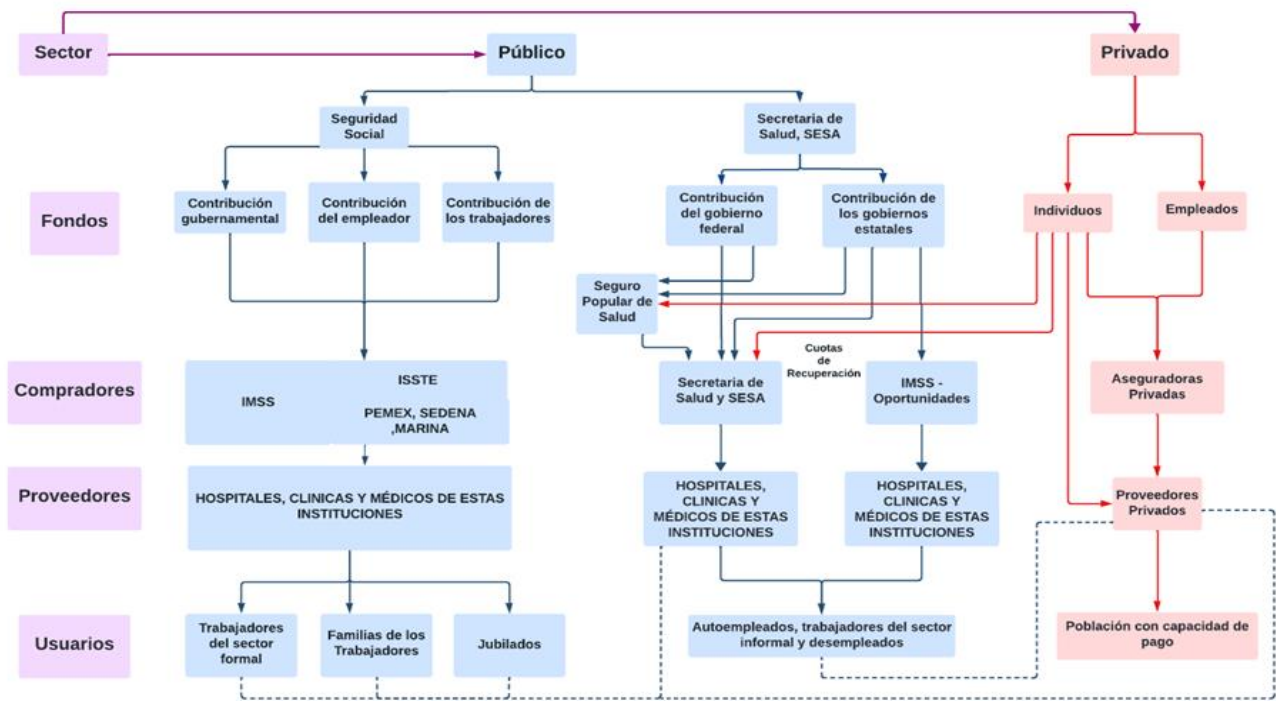 Sector
Público
Privado
Seguridad
Social
Secretaria de
Salud, SESA
Fondos
Contribución
gubernamental
Contribución
del empleador
Contribución de
los trabajadores
Contribución
del gobierno
federal
Contribución de
los gobiernos
estatales
Individuos
Empleados
Seguro
Popular de
Salud
Cuotas
de
Recuperación
Compradores
IMSS
ISSTE
PEMEX, SEDENA
,MARINA
Secretaria de
Salud y SESA
IMSS -
Oportunidades
Aseguradoras
Privadas
Proveedores
HOSPITALES, CLINICAS Y MÉDICOS DE ESTAS
INSTITUCIONES
HOSPITALES,
CLINICAS Y
MÉDICOS DE ESTAS
INSTITUCIONES
HOSPITALES,
CLINICAS Y
MÉDICOS DE ESTAS
INSTITUCIONES
Proveedores
Privados
Usuarios
Trabajadores
del sector
formal
Familias de los
Trabajadores
Jubilados
Autoempleados, trabajadores del sector
informal y desempleados
Población con capacidad de
pago